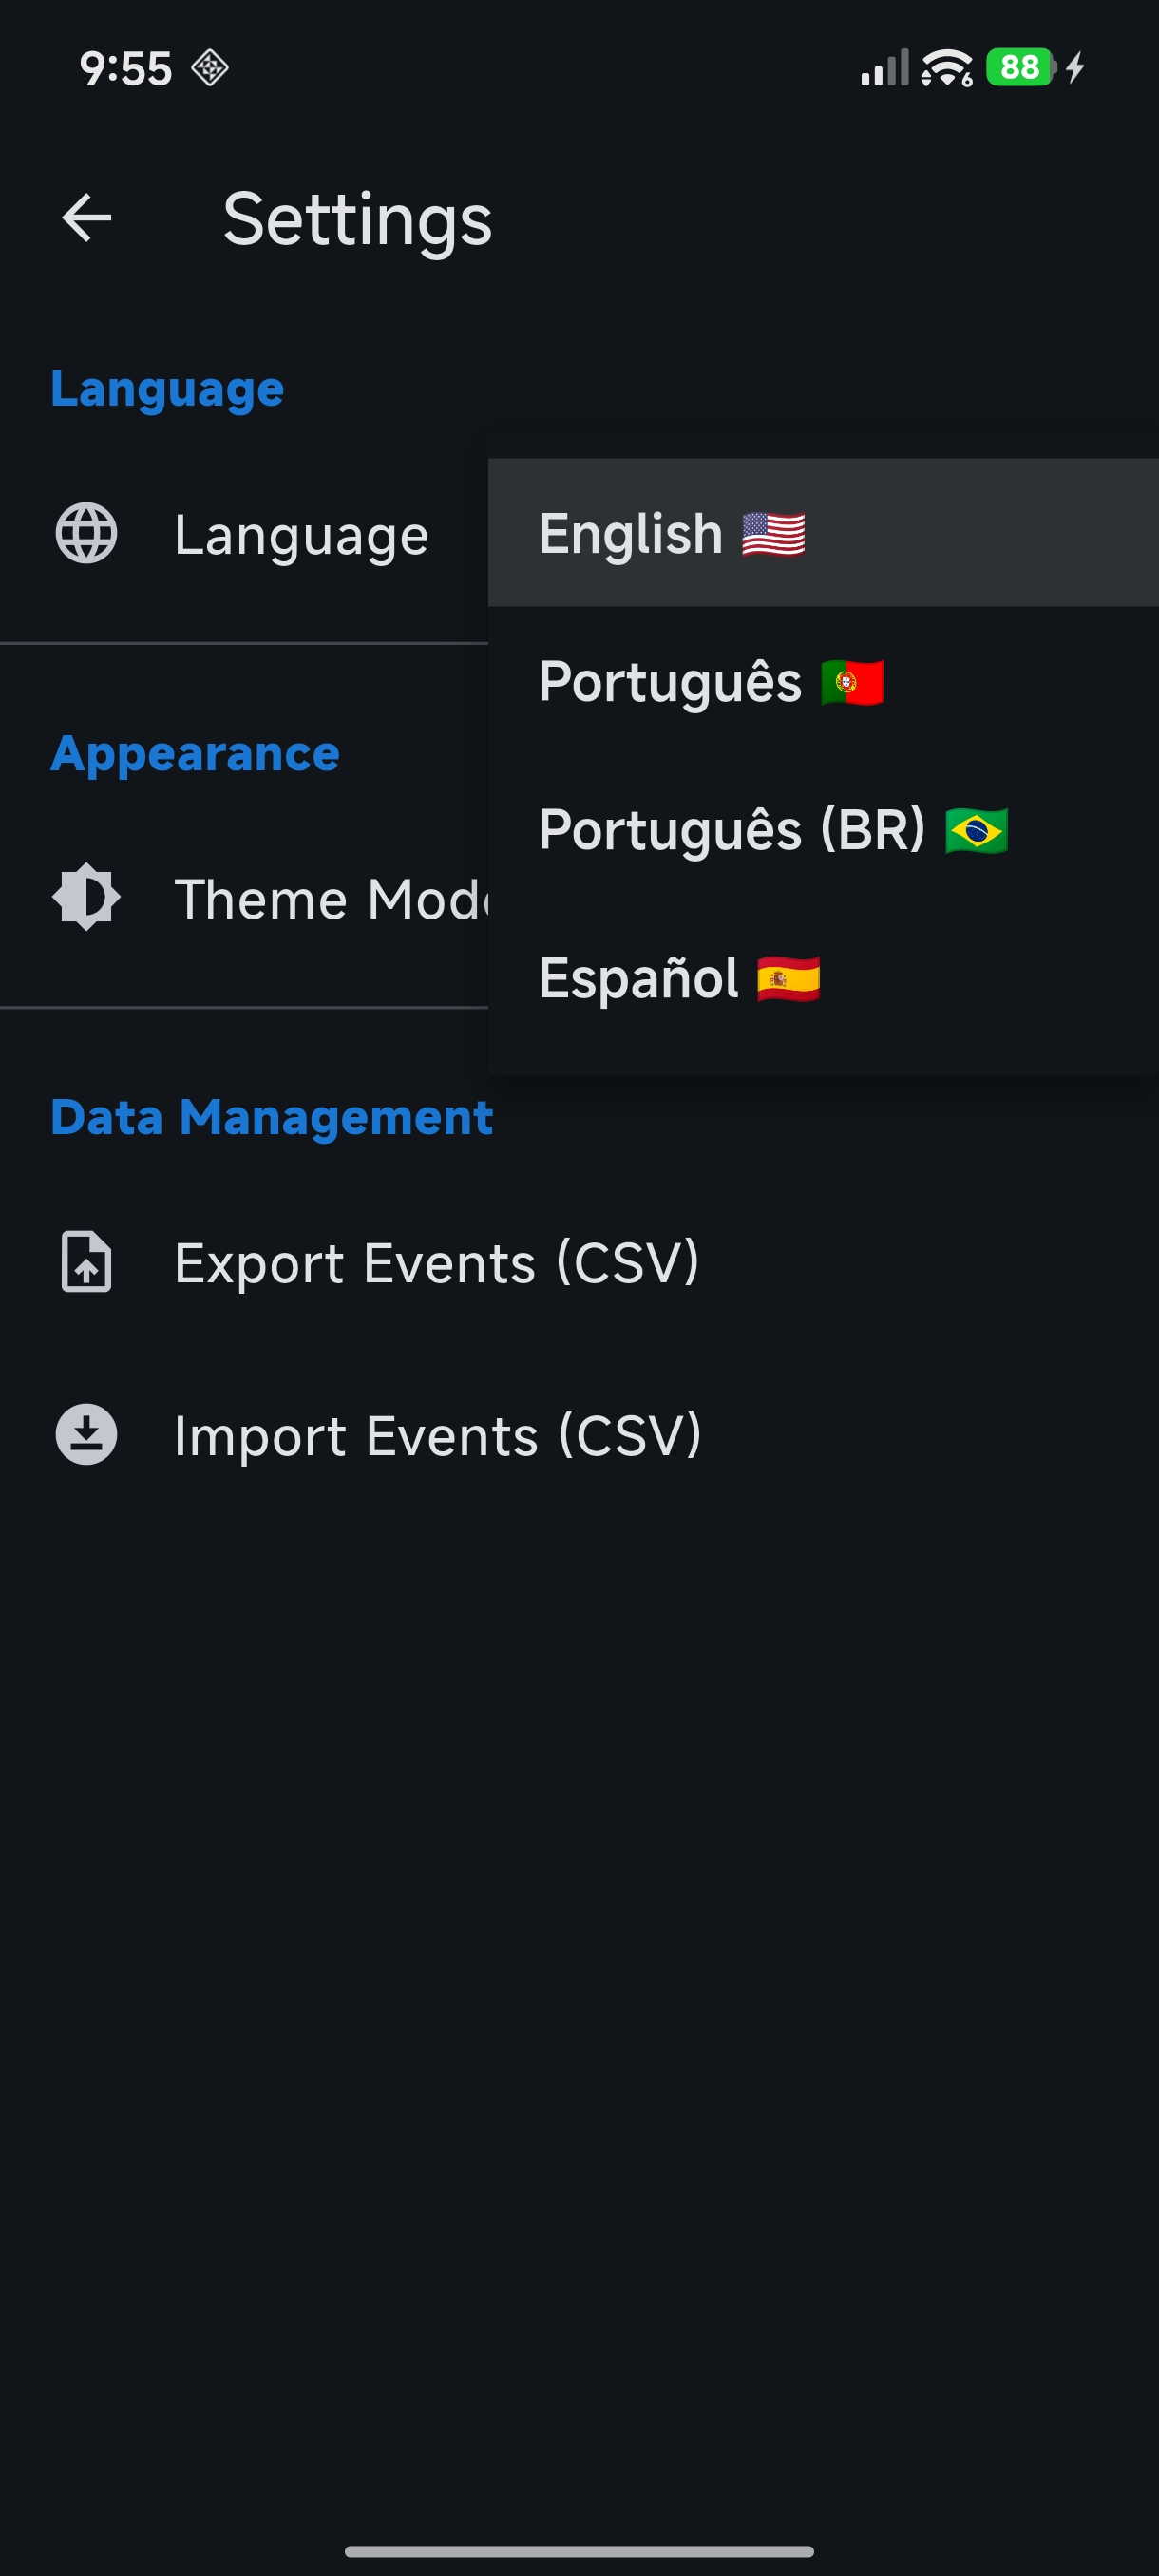 9:55
6
88
Settings
Language
Language
English 🇺🇸
Português 🇵🇹
Português (BR) 🇧🇷
Español 🇪🇸
Appearance
Theme Mod
Data Management
Export Events (CSV)
Import Events (CSV)